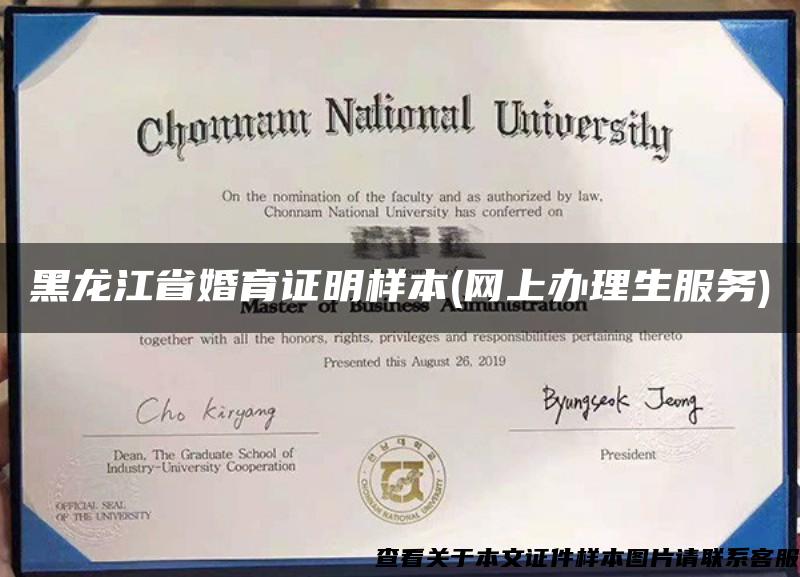 Chonnam National University
On the nomination of the faculty and as authorized by law,
Chonnam National University has conferred on
黑龙江省婚育证明样本(网上办理生服务)
Master of Business Administration
together with all the honors, rights, privileges and responsibilities pertaining thereto
Presented this August 26, 2019
Cho Kiryang
Byungseok Jeong
Dean, The Graduate School of
Industry-University Cooperation
President
전남대학교
CHONNAM NATIONAL UNIVERSITY
OFFICIAL SEAL
OF THE UNIVERSITY
查看关于本文证件样本图片请联系客服